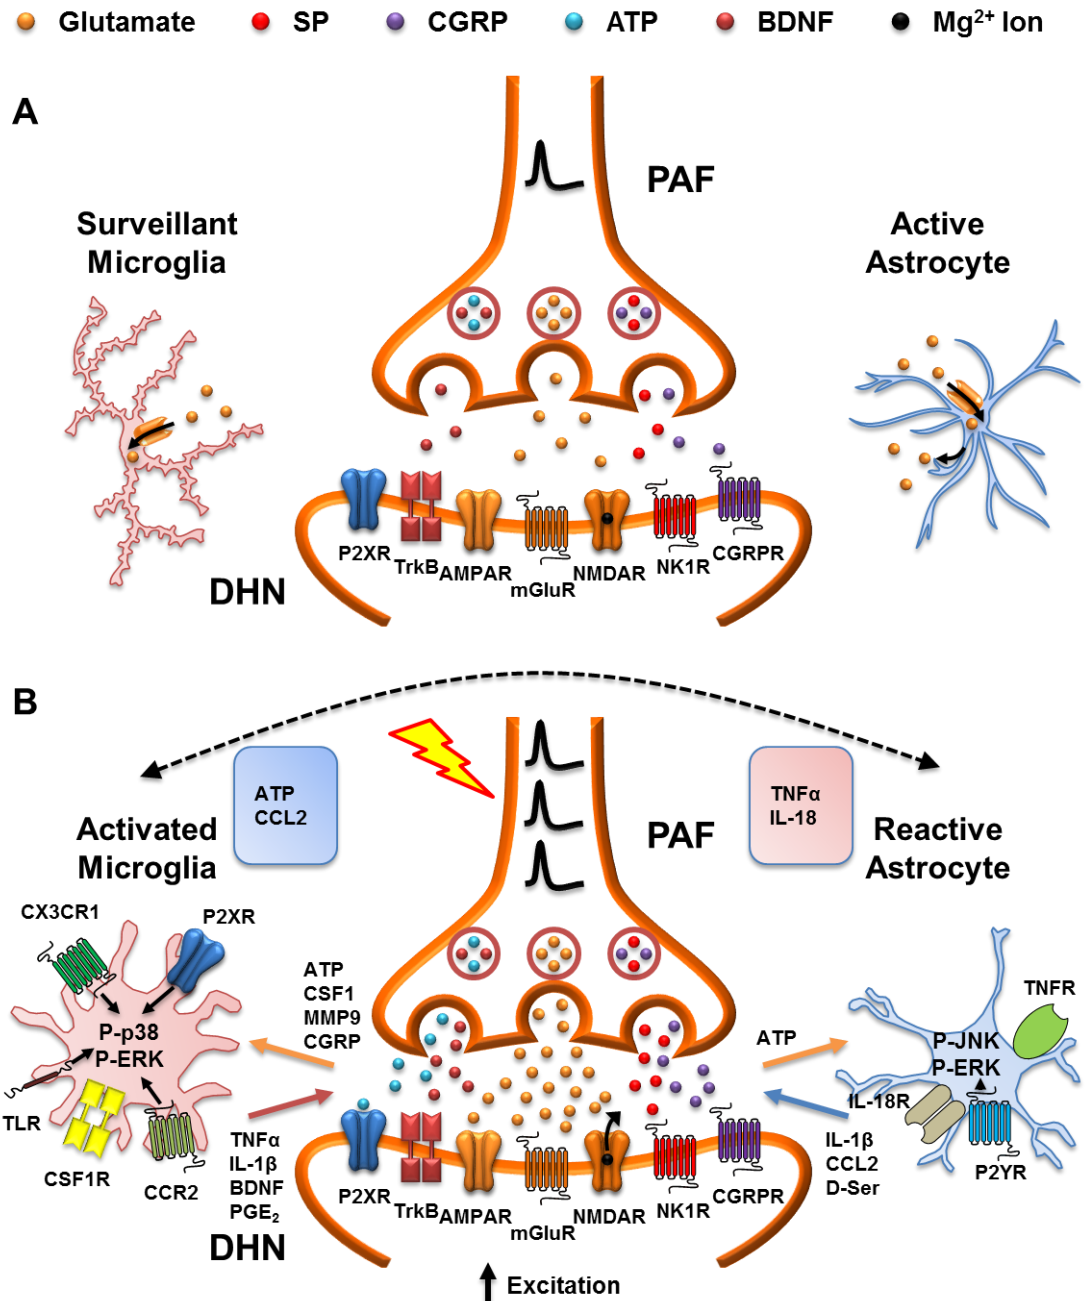 Glutamate SP CGRP ATP BDNF Mg²⁺ Ion
A
PAF
Surveillant
Microglia
Active
Astrocyte
P2XR
TrkB
AMPAR
mGluR
NMDAR
NK1R
CGRPR
DHN
B
ATP
CCL2
TNFα
IL-18
Activated
Microglia
PAF
Reactive
Astrocyte
CX3CR1
P2XR
P-p38
P-ERK
TLR
CSF1R
CCR2
ATP
CSF1
MMP9
CGRP
TNFα
IL-1β
BDNF
PGE₂
ATP
TNFR
P-JNK
P-ERK
IL-18R
P2YR
IL-1β
CCL2
D-Ser
P2XR
TrkB
AMPAR
mGluR
NMDAR
NK1R
CGRPR
DHN
Excitation